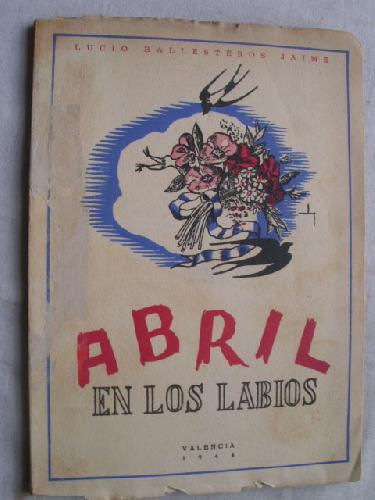 LUCIO BALLESTEROS JAIME
ABRIL
EN LOS LABIOS
VALENCIA